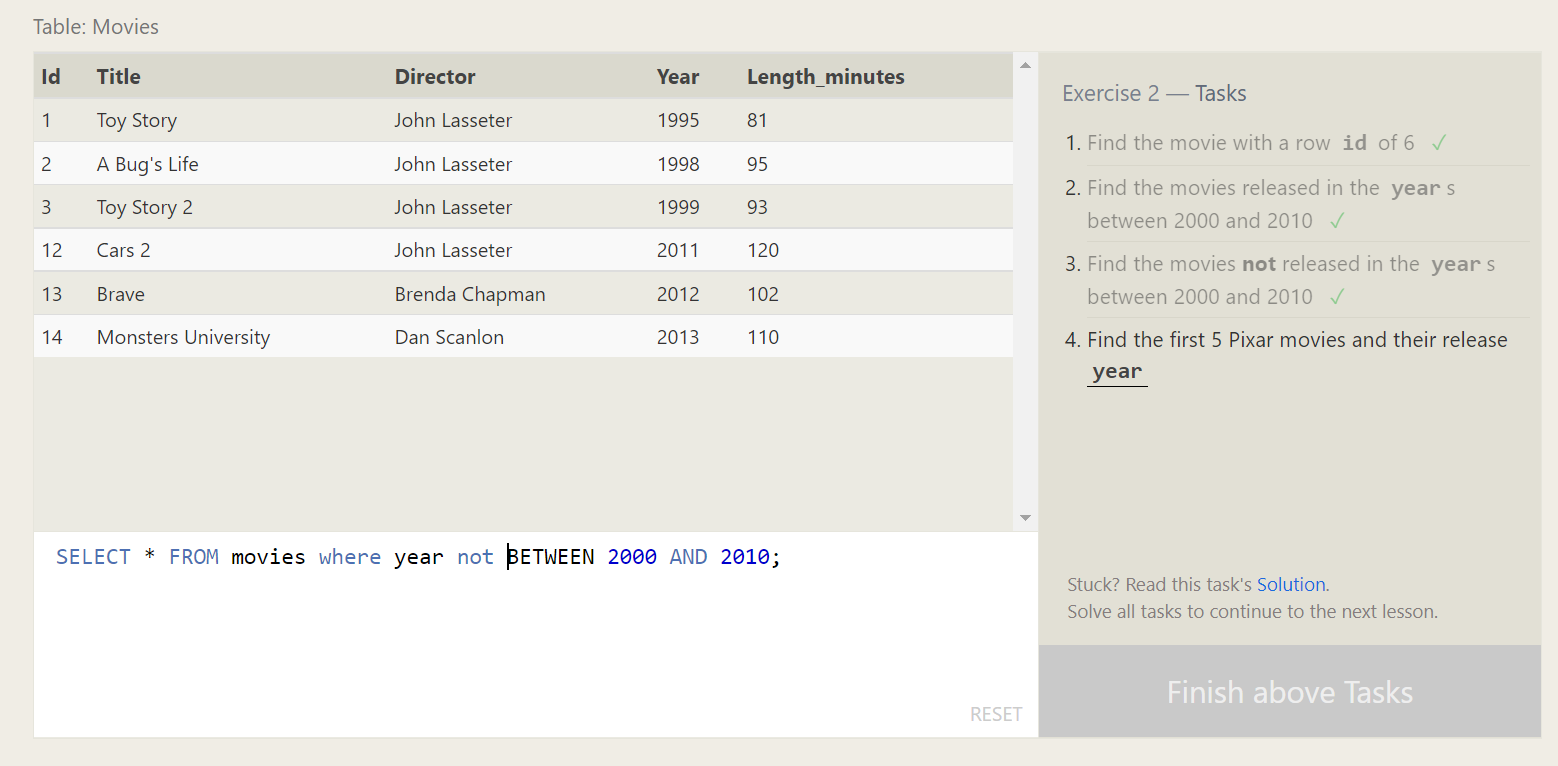 Table: Movies
Id Title Director Year Length_minutes
1 Toy Story John Lasseter 1995 81
2 A Bug's Life John Lasseter 1998 95
3 Toy Story 2 John Lasseter 1999 93
12 Cars 2 John Lasseter 2011 120
13 Brave Brenda Chapman 2012 102
14 Monsters University Dan Scanlon 2013 110
SELECT * FROM movies where year not BETWEEN 2000 AND 2010;
RESET
Exercise 2 — Tasks
1. Find the movie with a row id of 6 ✓
2. Find the movies released in the year s
between 2000 and 2010 ✓
3. Find the movies not released in the year s
between 2000 and 2010 ✓
4. Find the first 5 Pixar movies and their release
year
Stuck? Read this task's Solution.
Solve all tasks to continue to the next lesson.
Finish above Tasks